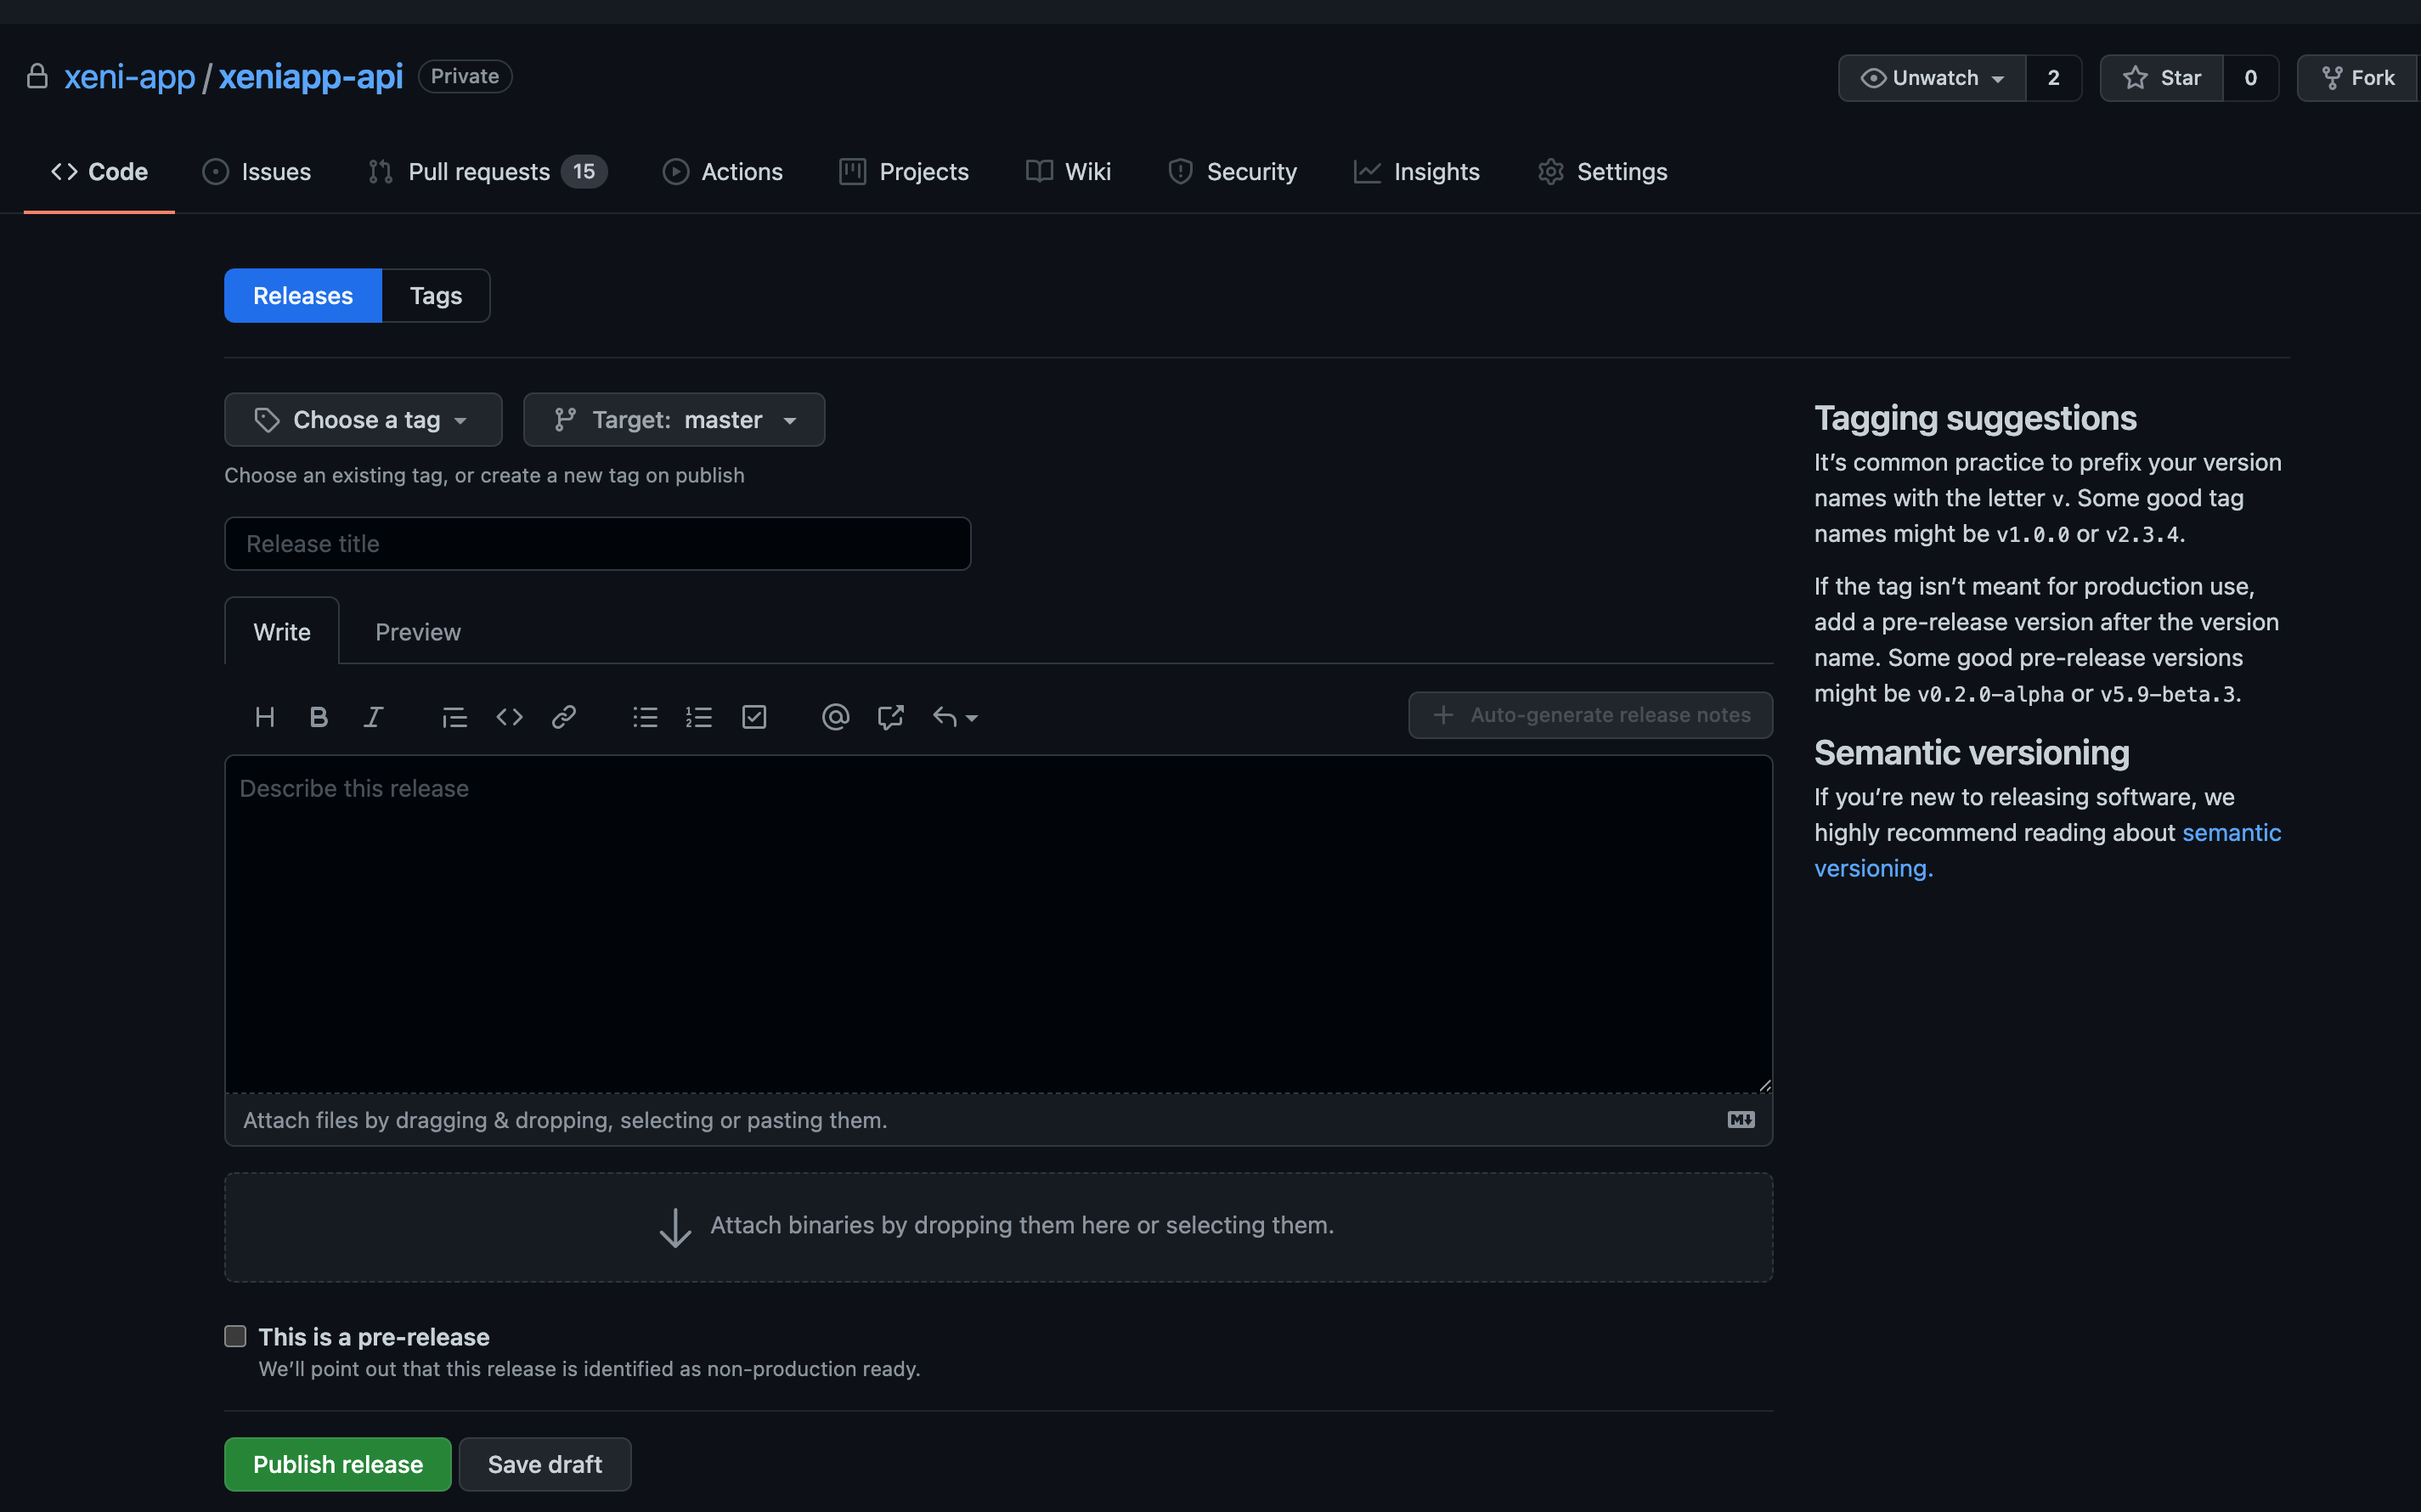 xeni-app / xeniapp-api Private
Unwatch 2 Star 0 Fork
Code Issues Pull requests 15 Actions Projects Wiki Security Insights Settings
Releases Tags
Choose a tag Target: master
Choose an existing tag, or create a new tag on publish
Release title
Write Preview
Auto-generate release notes
Describe this release
Attach files by dragging & dropping, selecting or pasting them.
Attach binaries by dropping them here or selecting them.
This is a pre-release
We’ll point out that this release is identified as non-production ready.
Publish release Save draft
Tagging suggestions
It’s common practice to prefix your version
names with the letter v. Some good tag
names might be v1.0.0 or v2.3.4.
If the tag isn’t meant for production use,
add a pre-release version after the version
name. Some good pre-release versions
might be v0.2.0-alpha or v5.9-beta.3.
Semantic versioning
If you’re new to releasing software, we
highly recommend reading about semantic
versioning.